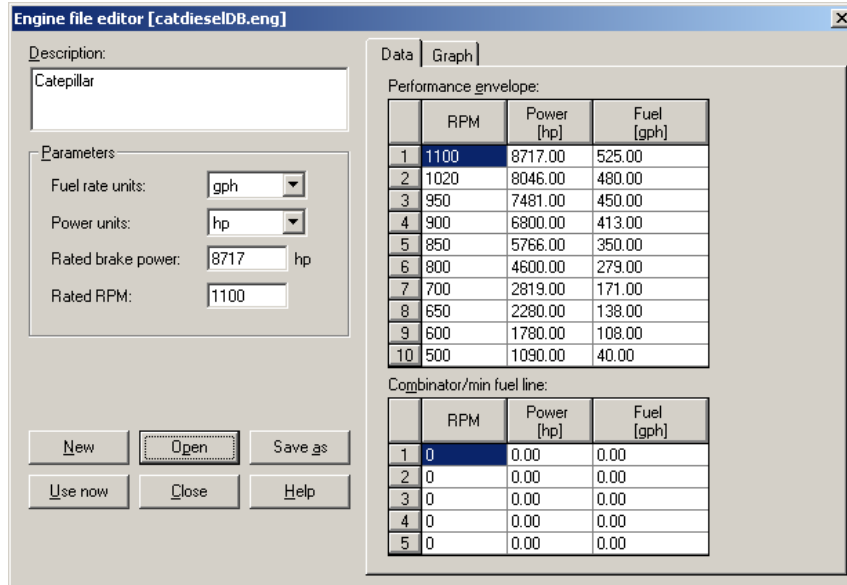 Engine file editor [catdieselDB.eng]
Description:
Catepillar
Parameters
Fuel rate units: gph
Power units: hp
Rated brake power: 8717 hp
Rated RPM: 1100
New Open Save as
Use now Close Help
Data Graph
Performance envelope:
RPM Power [hp] Fuel [gph]
1 1100 8717.00 525.00
2 1020 8046.00 480.00
3 950 7481.00 450.00
4 900 6800.00 413.00
5 850 5766.00 350.00
6 800 4600.00 279.00
7 700 2819.00 171.00
8 650 2280.00 138.00
9 600 1780.00 108.00
10 500 1090.00 40.00
Combinator/min fuel line:
RPM Power [hp] Fuel [gph]
1 0 0.00 0.00
2 0 0.00 0.00
3 0 0.00 0.00
4 0 0.00 0.00
5 0 0.00 0.00